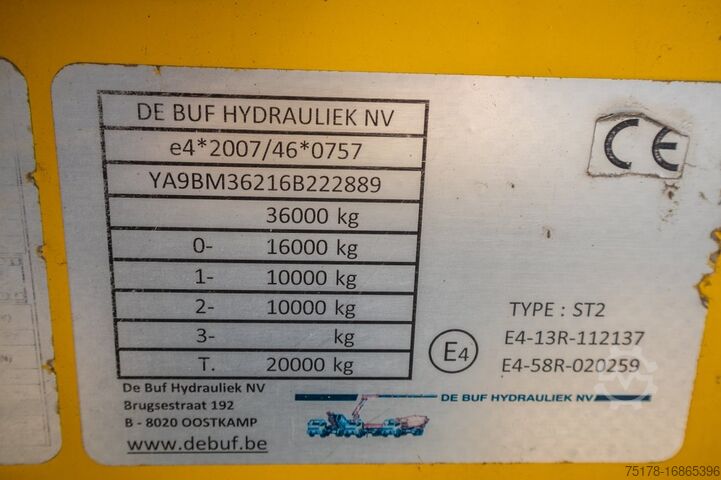 DE BUF HYDRAULIEK NV
e4*2007/46*0757
YA9BM36216B222889
36000 kg
0- 16000 kg
1- 10000 kg
2- 10000 kg
3- kg
T. 20000 kg
De Buf Hydrauliek NV
Brugsestraat 192
B - 8020 OOSTKAMP
www.debuf.be
CE
TYPE : ST2
E4
E4-13R-112137
E4-58R-020259
DE BUF HYDRAULIEK NV
75178-16865396